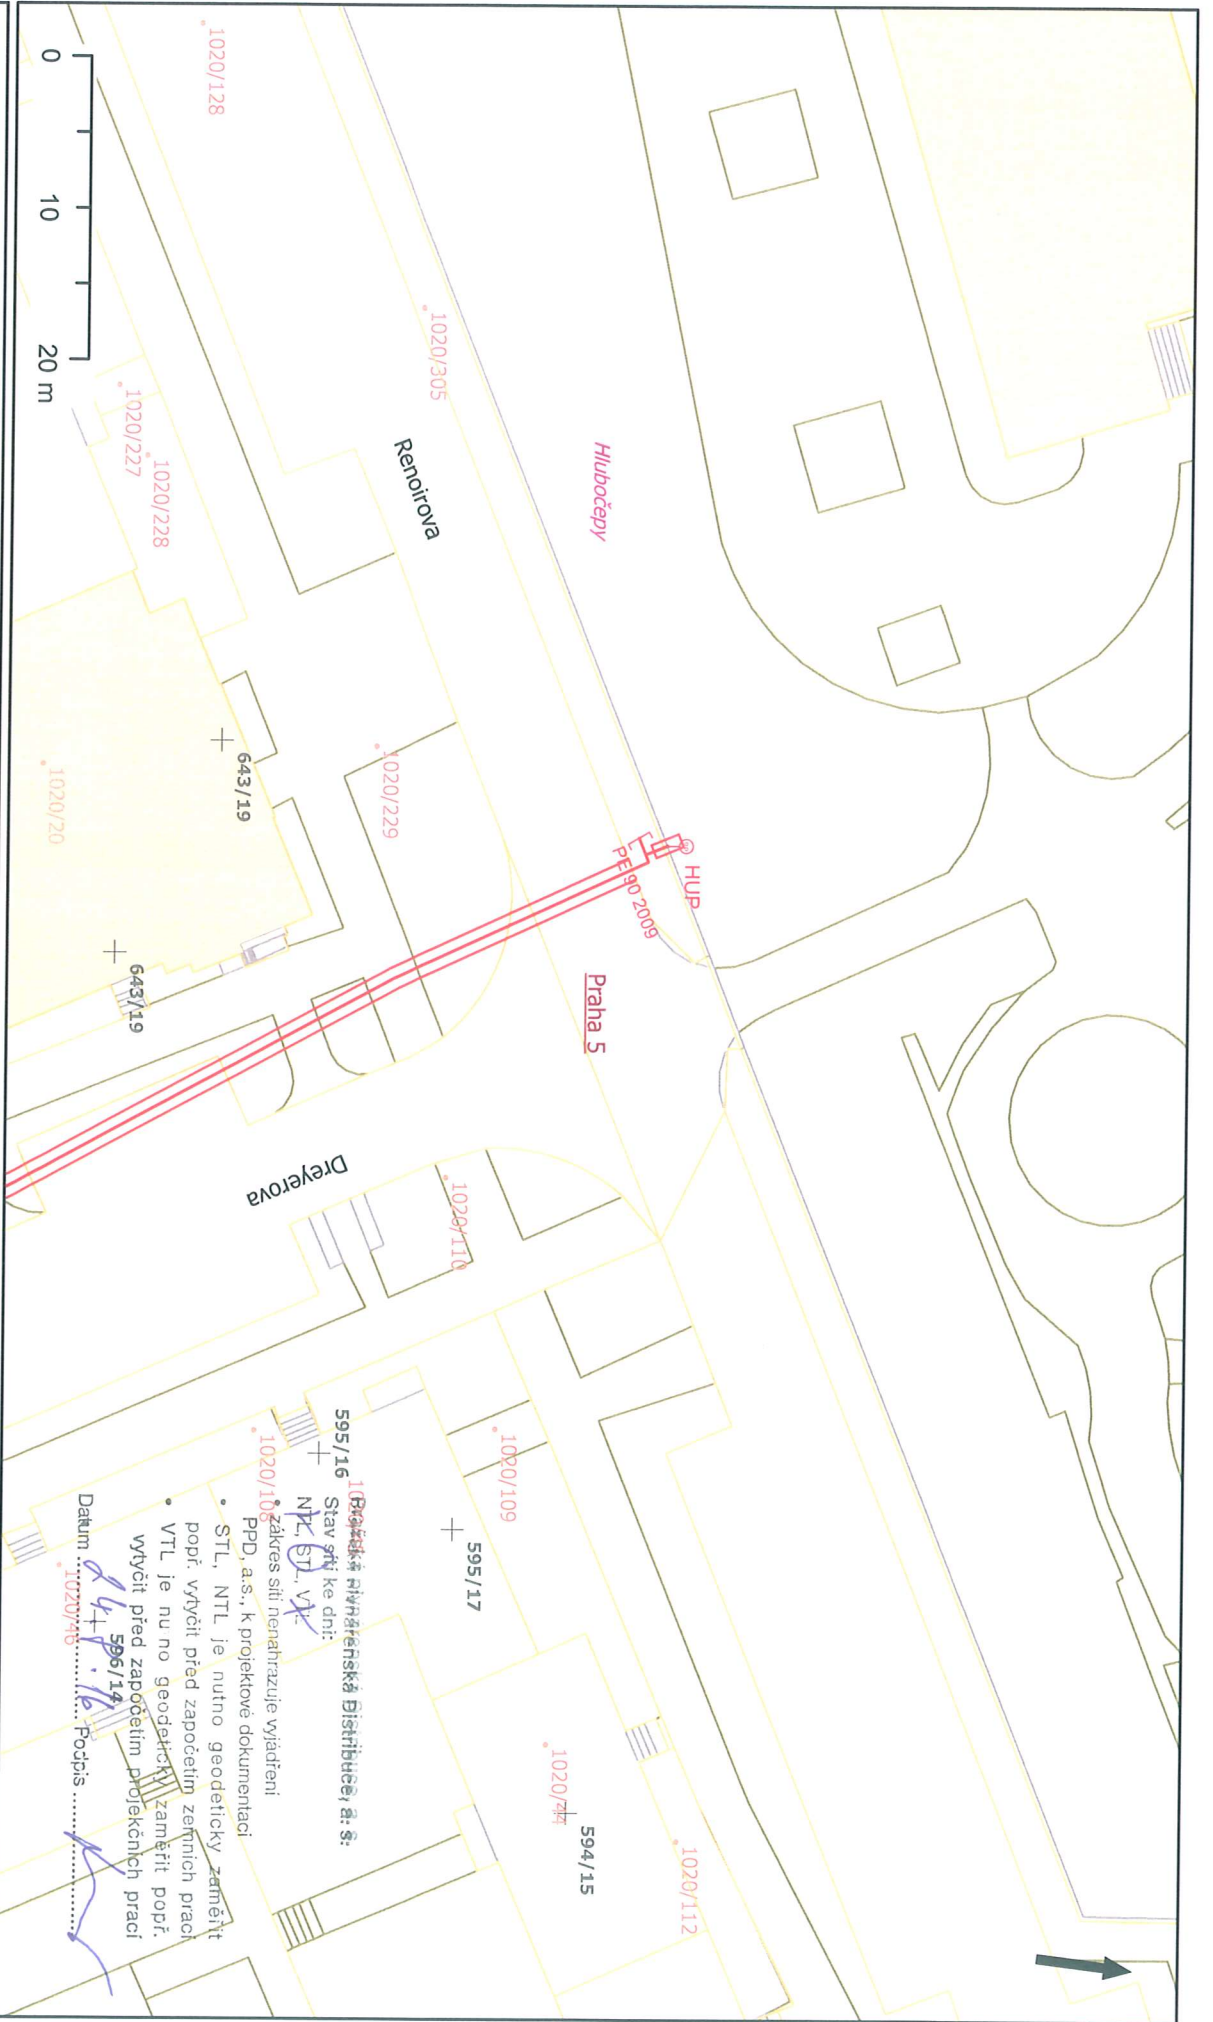 1020/128
0 10 20 m
1020/305
Hlubočepy
Renoirova
1020/227
1020/228
643/19
1020/20
1020/229
HUP
PE 90 2009
643/19
Praha 5
Dreyerova
1020/110
1020/109
595/16
595/17
Pražská plynárenská Distribuce, a. s.
Stav sítí ke dni:
NTL, STL, VTL
• zákres sítí nenahrazuje vyjádření
PPD, a.s., k projektové dokumentaci
• STL, NTL je nutno geodeticky zaměřit
popř. vytyčit před započetím zemních prací
• VTL je nu no geodeticky zaměřit popř.
vytyčit před započetím projekčních prací
Datum Podpis
596/14
1020/46
1020/44
594/15
1020/112